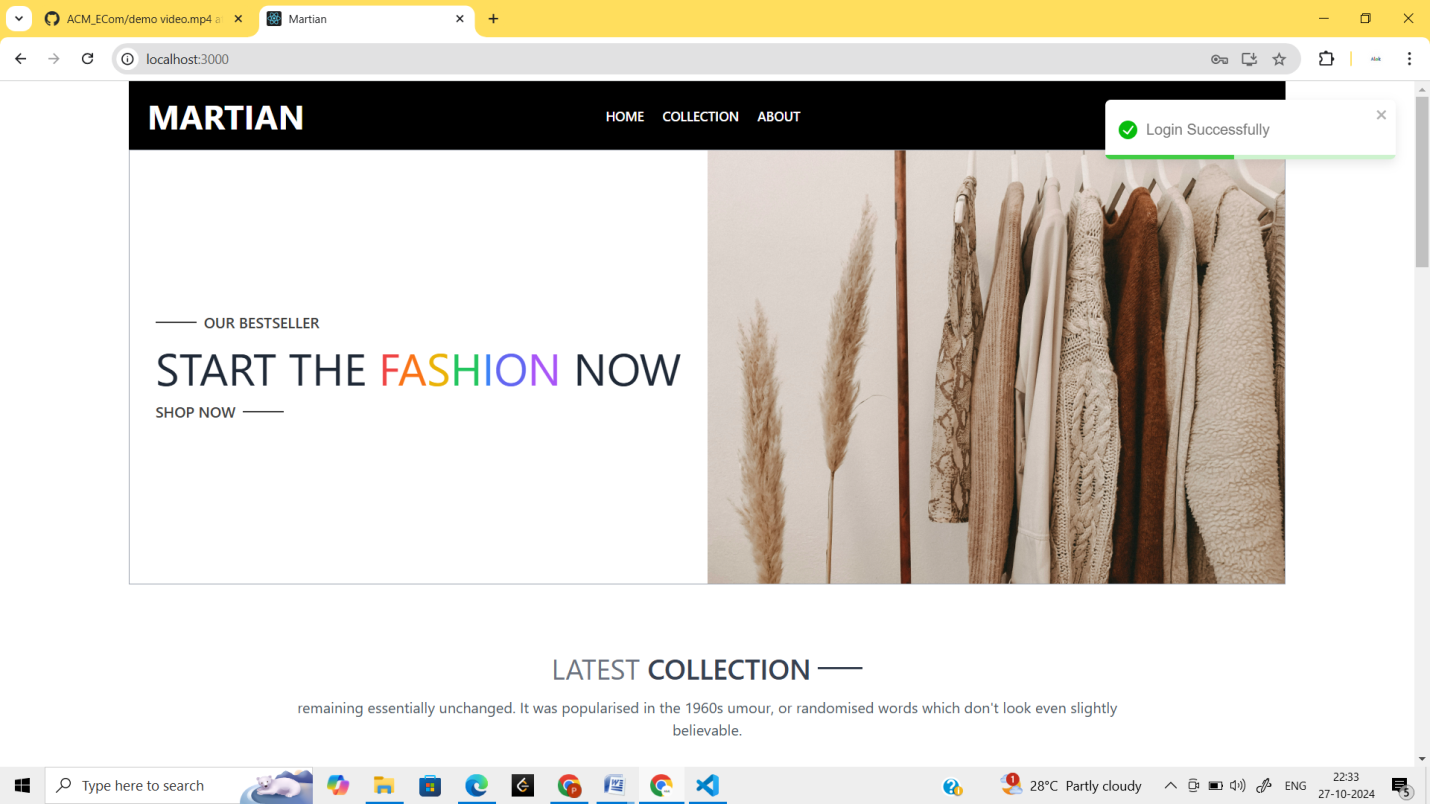 ACM_ECom/demo video.mp4 a
Martian
localhost:3000
MARTIAN
HOME COLLECTION ABOUT
Login Successfully
OUR BESTSELLER
START THE FASHION NOW
SHOP NOW
LATEST COLLECTION
remaining essentially unchanged. It was popularised in the 1960s umour, or randomised words which don't look even slightly
believable.
Type here to search
1
28°C Partly cloudy
ENG
22:33
27-10-2024
5